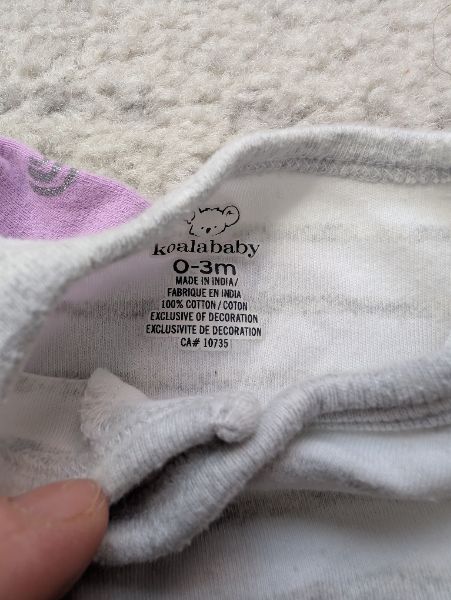 koalababy
0-3m
MADE IN INDIA/
FABRIQUE EN INDIA
100% COTTON / COTON
EXCLUSIVE OF DECORATION
EXCLUSIVITE DE DECORATION
CA# 10735